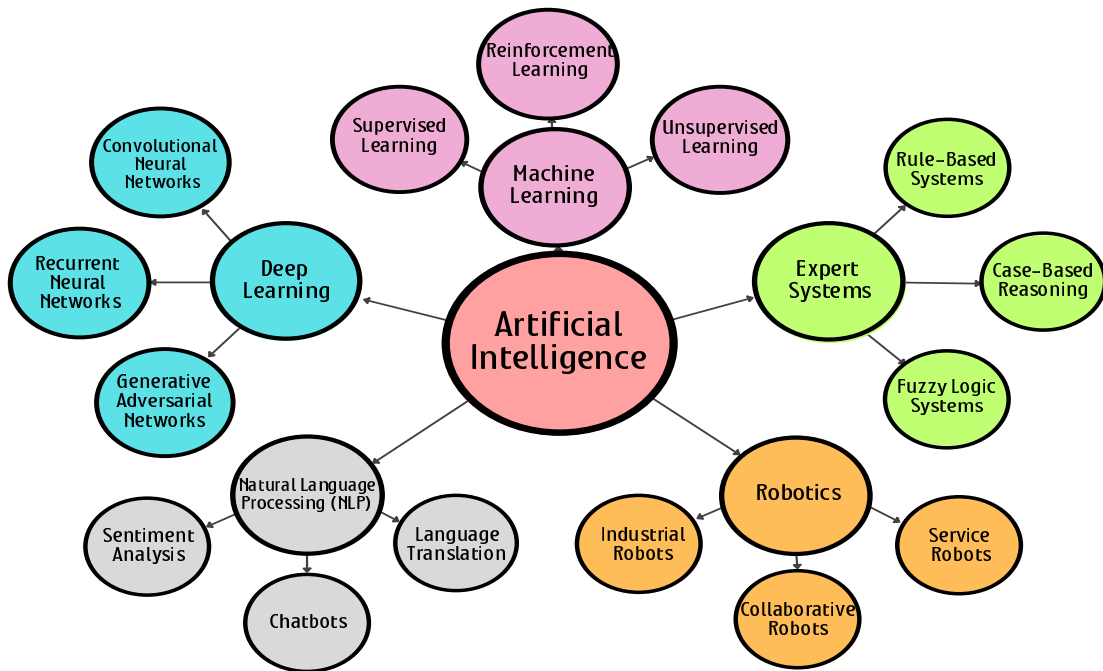 Reinforcement
Learning
Supervised
Learning
Unsupervised
Learning
Machine
Learning
Convolutional
Neural
Networks
Rule-Based
Systems
Recurrent
Neural
Networks
Deep
Learning
Expert
Systems
Case-Based
Reasoning
Artificial
Intelligence
Generative
Adversarial
Networks
Fuzzy Logic
Systems
Natural Language
Processing (NLP)
Robotics
Sentiment
Analysis
Language
Translation
Industrial
Robots
Service
Robots
Chatbots
Collaborative
Robots